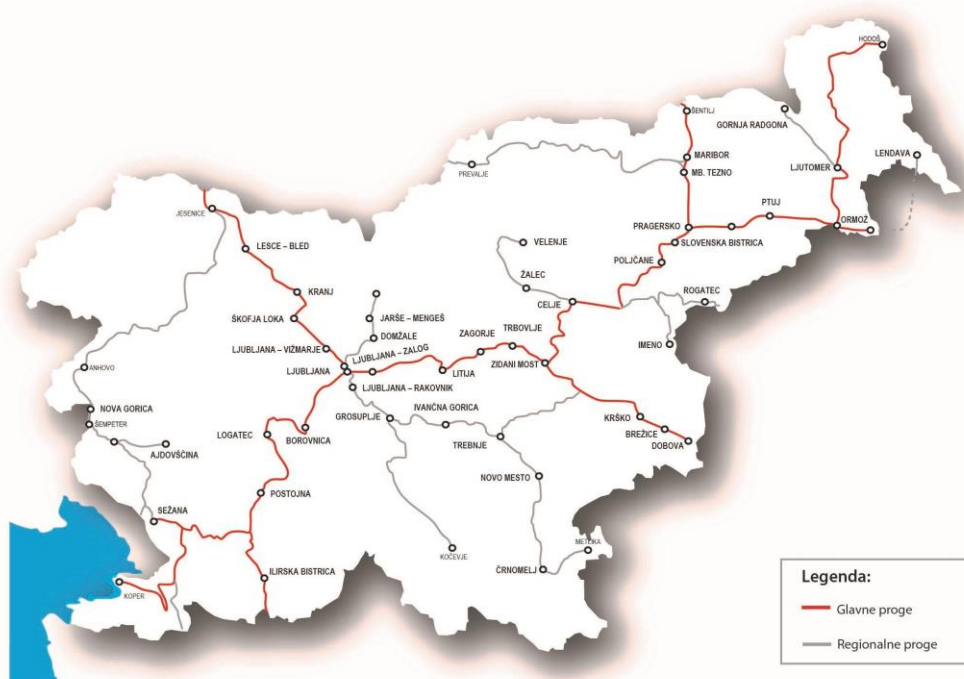 HODOŠ
ŠENTILJ
GORNJA RADGONA
LENDAVA
MARIBOR
LJUTOMER
PREVALJE
MB. TEZNO
PTUJ
JESENICE
ORMOŽ
PRAGERSKO
VELENJE
SLOVENSKA BISTRICA
LESCE – BLED
POLJČANE
ŽALEC
ROGATEC
KRANJ
CELJE
ŠKOFJA LOKA
JARŠE – MENGEŠ
TRBOVLJE
ZAGORJE
DOMŽALE
IMENO
LJUBLJANA – VIŽMARJE
LJUBLJANA – ZALOG
ZIDANI MOST
ANHOVO
LJUBLJANA
LITIJA
LJUBLJANA – RAKOVNIK
IVANČNA GORICA
NOVA GORICA
GROSUPLJE
KRŠKO
ŠEMPETER
LOGATEC
BOROVNICA
BREŽICE
AJDOVŠČINA
TREBNJE
DOBOVA
NOVO MESTO
POSTOJNA
SEŽANA
METLIKA
KOČEVJE
ČRNOMELJ
ILIRSKA BISTRICA
KOPER
Legenda:
Glavne proge
Regionalne proge